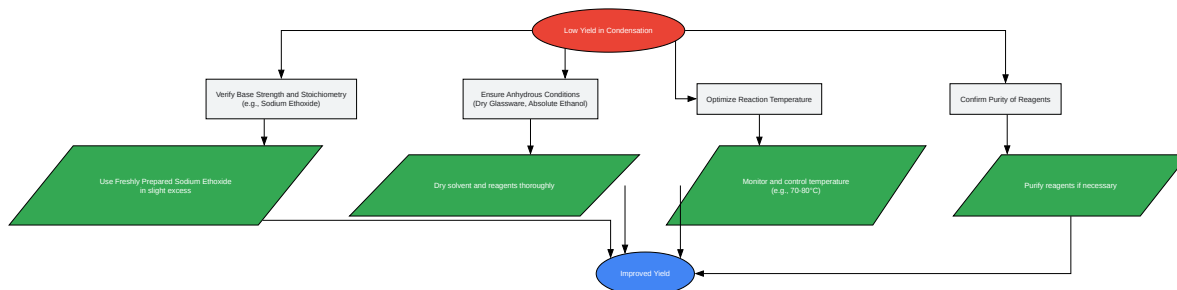 Low Yield in Condensation
Verify Base Strength and Stoichiometry
(e.g., Sodium Ethoxide)
Ensure Anhydrous Conditions
(Dry Glassware, Absolute Ethanol)
Optimize Reaction Temperature
Confirm Purity of Reagents
Use Freshly Prepared Sodium Ethoxide
in slight excess
Dry solvent and reagents thoroughly
Monitor and control temperature
(e.g., 70-80°C)
Purify reagents if necessary
Improved Yield